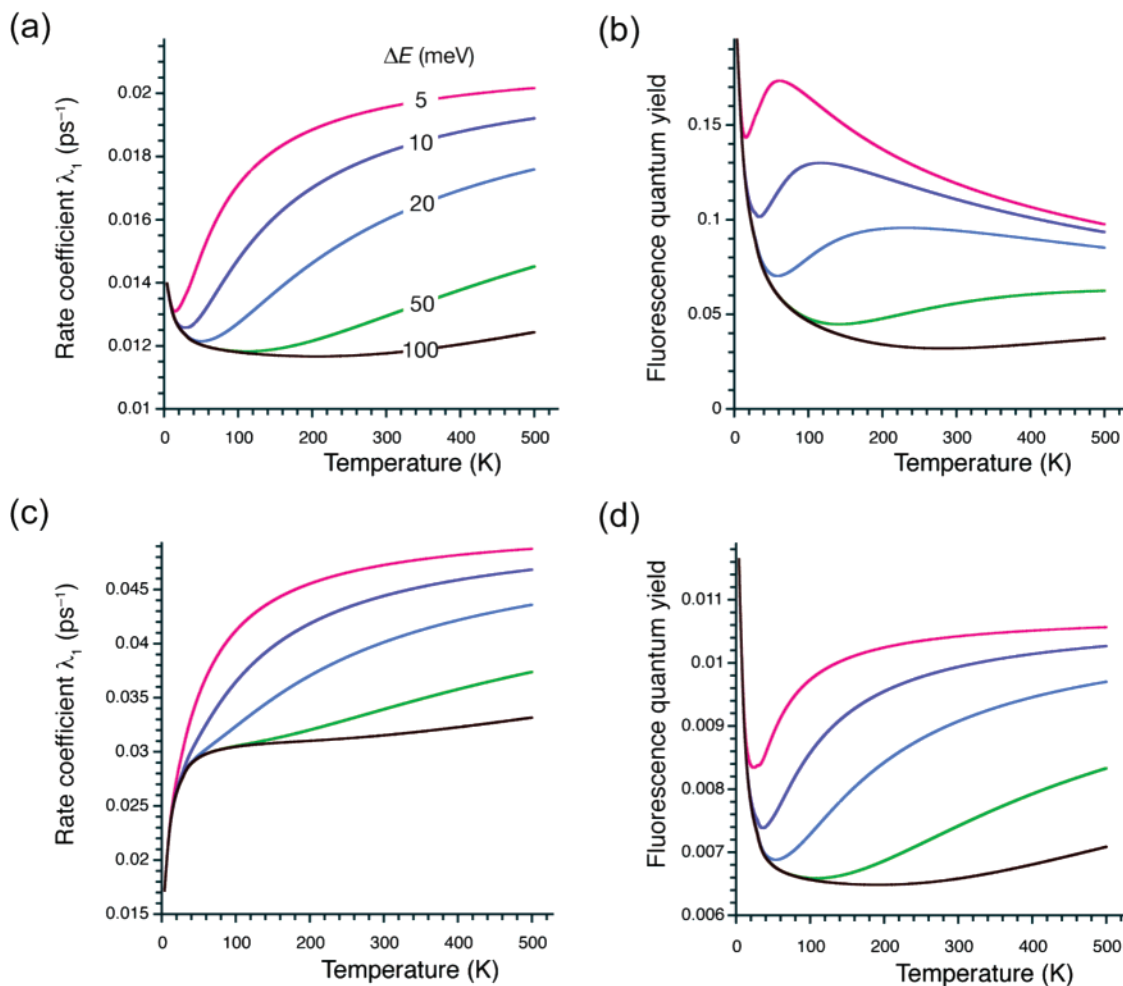 (a)
Rate coefficient λ₁ (ps⁻¹)
0.02
0.018
0.016
0.014
0.012
0.01
ΔE (meV)
5
10
20
50
100
0 100 200 300 400 500
Temperature (K)
(b)
Fluorescence quantum yield
0.15
0.1
0.05
0
0 100 200 300 400 500
Temperature (K)
(c)
Rate coefficient λ₁ (ps⁻¹)
0.045
0.04
0.035
0.03
0.025
0.02
0.015
0 100 200 300 400 500
Temperature (K)
(d)
Fluorescence quantum yield
0.011
0.01
0.009
0.008
0.007
0.006
0 100 200 300 400 500
Temperature (K)